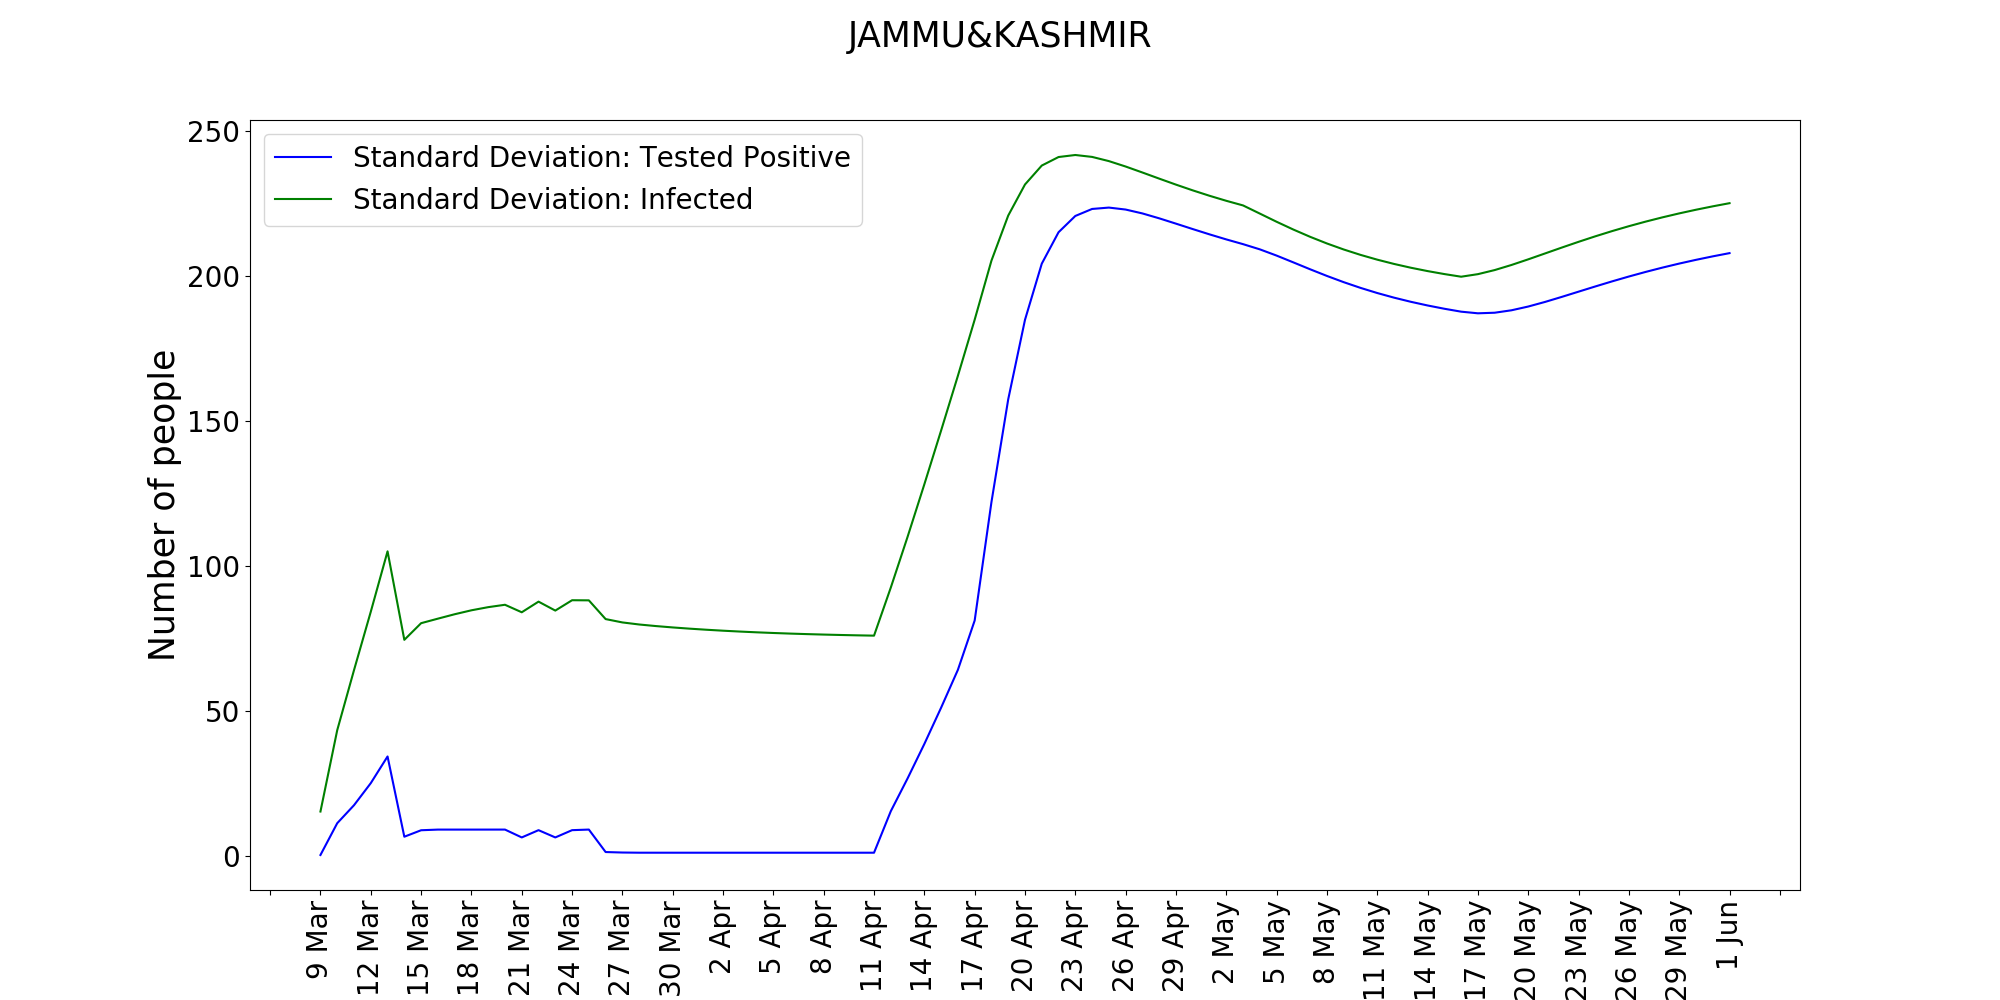 JAMMU&KASHMIR
250
200
150
100
50
0
Number of people
Standard Deviation: Tested Positive
Standard Deviation: Infected
9 Mar
12 Mar
15 Mar
18 Mar
21 Mar
24 Mar
27 Mar
30 Mar
2 Apr
5 Apr
8 Apr
11 Apr
14 Apr
17 Apr
20 Apr
23 Apr
26 Apr
29 Apr
2 May
5 May
8 May
11 May
14 May
17 May
20 May
23 May
26 May
29 May
1 Jun